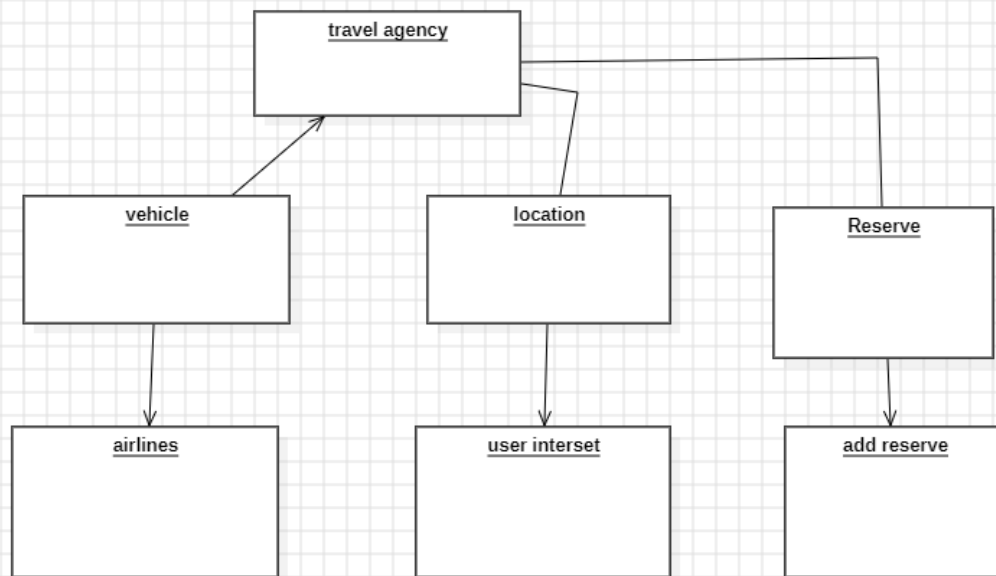 travel agency
vehicle
location
Reserve
airlines
user interset
add reserve